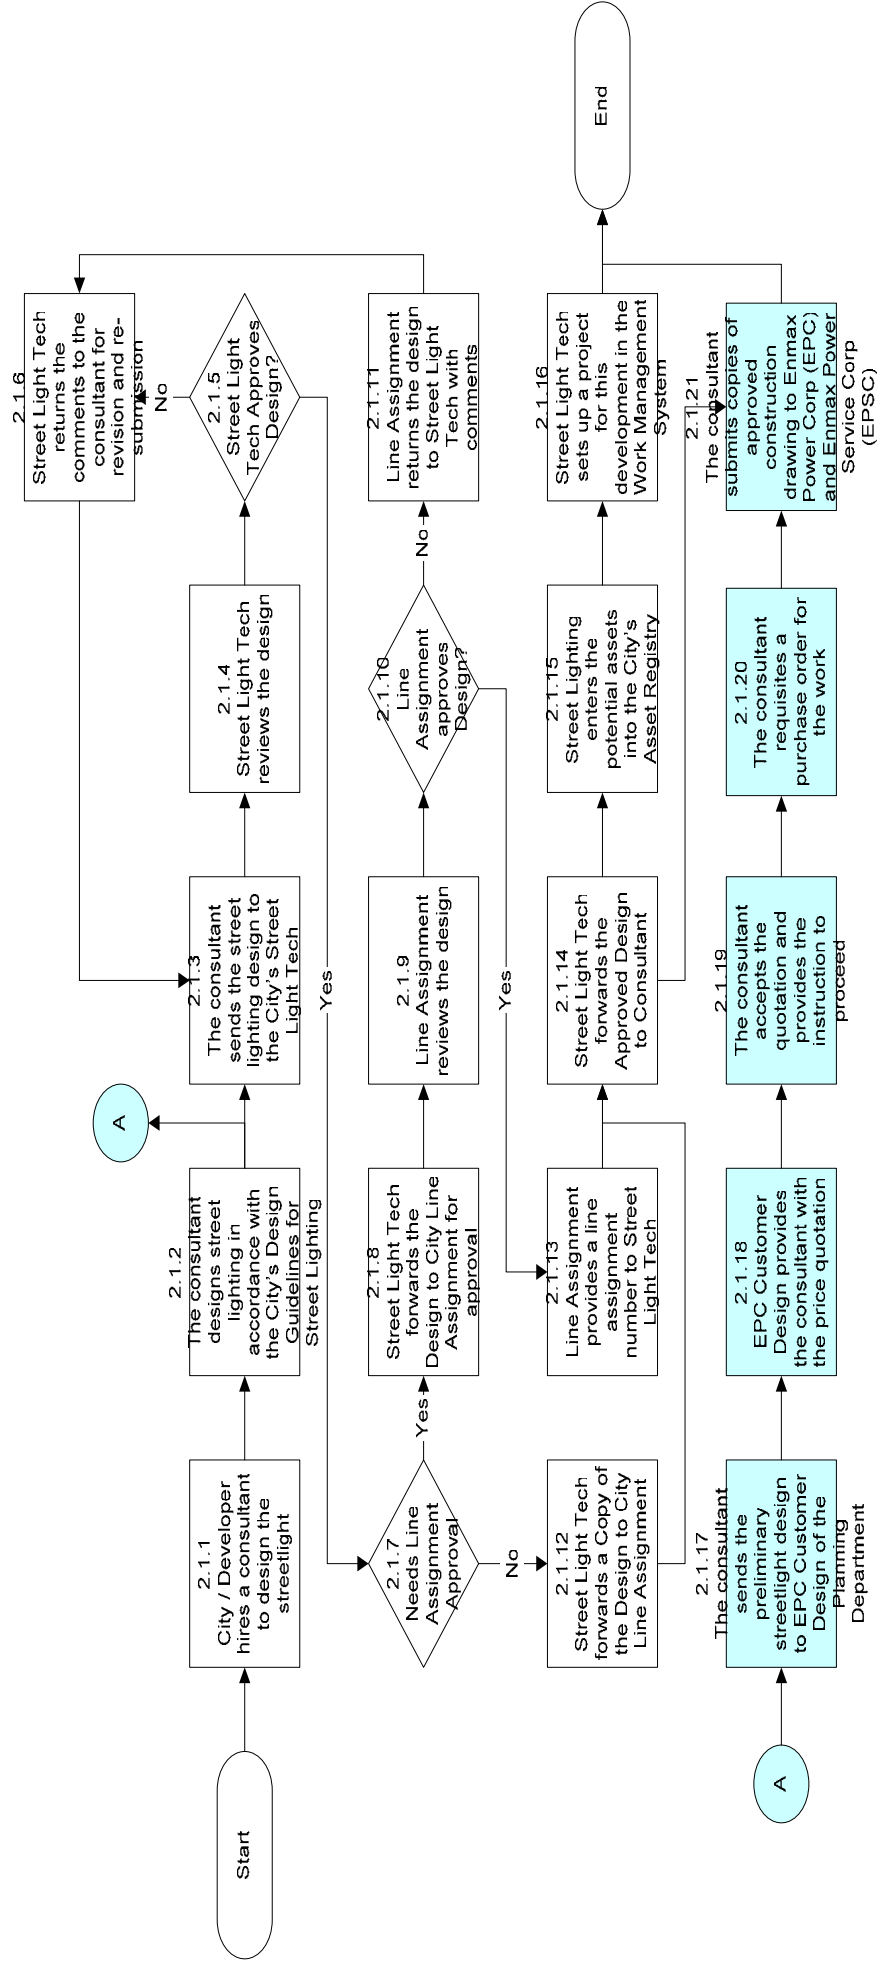 Start
2.1.1
City / Developer
hires a consultant
to design the
streetlight
2.1.2
The consultant
designs street
lighting in
accordance with
the City's Design
Guidelines for
Street Lighting
A
2.1.3
The consultant
sends the street
lighting design to
the City's Street
Light Tech
2.1.4
Street Light Tech
reviews the design
2.1.5
Street Light
Tech Approves
Design?
No
Yes
2.1.6
Street Light Tech
returns the
comments to the
consultant for
revision and re-
submission
2.1.7
Needs Line
Assignment
Approval
Yes
No
2.1.8
Street Light Tech
forwards the
Design to City Line
Assignment for
approval
2.1.9
Line Assignment
reviews the design
2.1.10
Line
Assignment
approves
Design?
No
Yes
2.1.11
Line Assignment
returns the design
to Street Light
Tech with
comments
2.1.12
Street Light Tech
forwards a Copy of
the Design to City
Line Assignment
2.1.13
Line Assignment
provides a line
assignment
number to Street
Light Tech
2.1.14
Street Light Tech
forwards the
Approved Design
to Consultant
2.1.15
Street Lighting
enters the
potential assets
into the City's
Asset Registry
2.1.16
Street Light Tech
sets up a project
for this
development in the
Work Management
System
End
A
2.1.17
The consultant
sends the
preliminary
streetlight design
to EPC Customer
Design of the
Planning
Department
2.1.18
EPC Customer
Design provides
the consultant with
the price quotation
2.1.19
The consultant
accepts the
quotation and
provides the
instruction to
proceed
2.1.20
The consultant
requisites a
purchase order for
the work
2.1.21
The consultant
submits copies of
approved
construction
drawing to Enmax
Power Corp (EPC)
and Enmax Power
Service Corp
(EPSC)